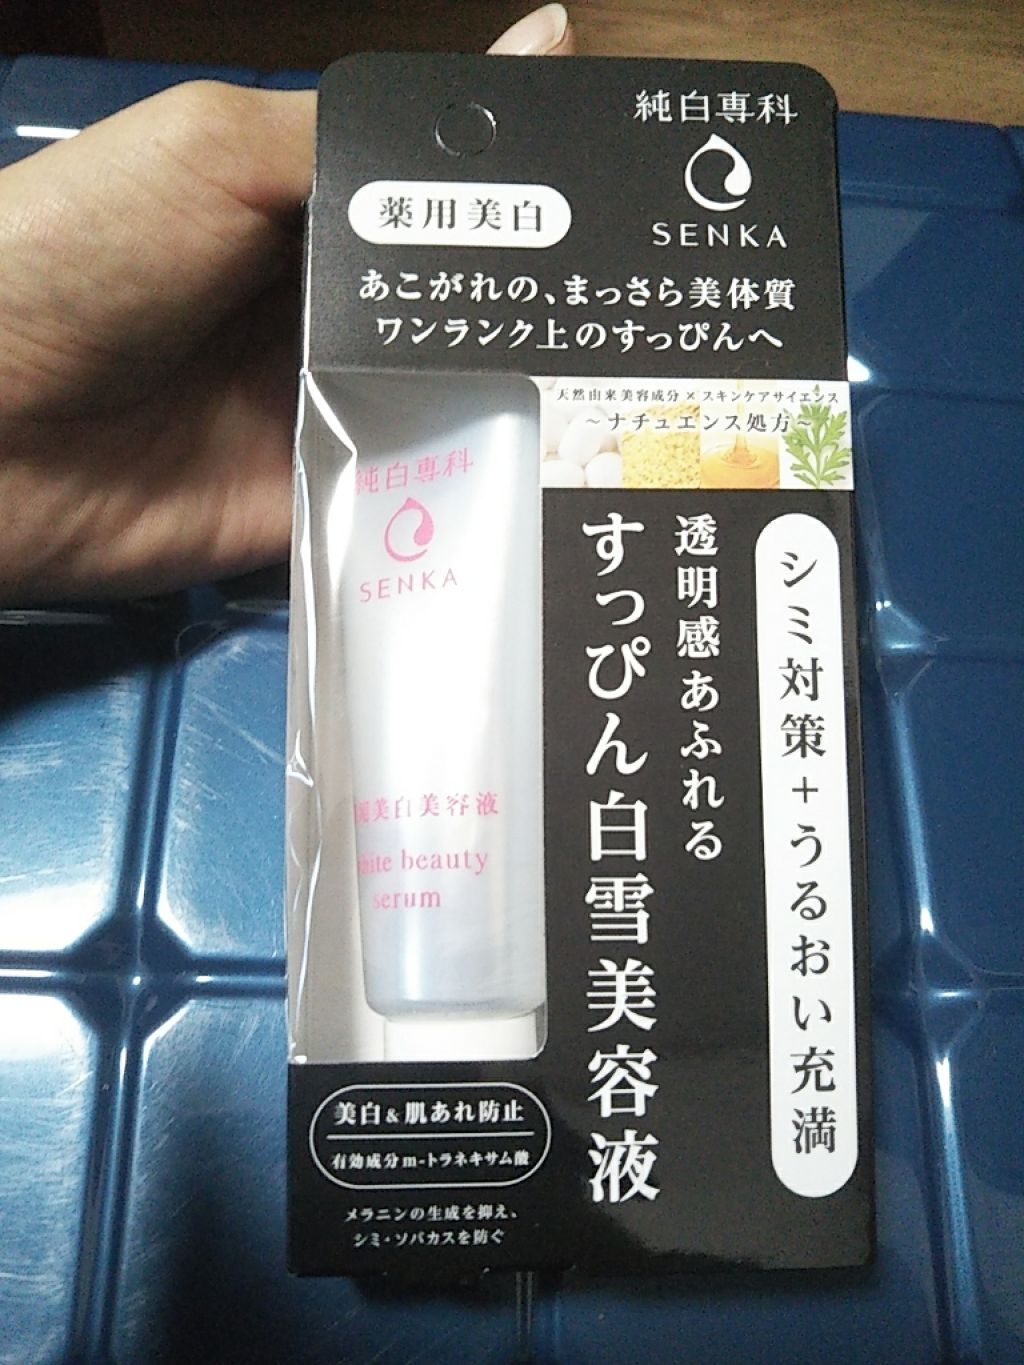 純白専科
SENKA
薬用美白
あこがれの、まっさら美体質
ワンランク上のすっぴんへ
天然由来美容成分×スキンケアサイエンス
～ナチュエンス処方～
シミ対策+うるおい充満
透明感あふれる
すっぴん白雪美容液
純白専科
SENKA
美白美容液
beauty
serum
美白&肌あれ防止
有効成分m-トラネキサム酸
メラニンの生成を抑え、
シミ・ソバカスを防ぐ